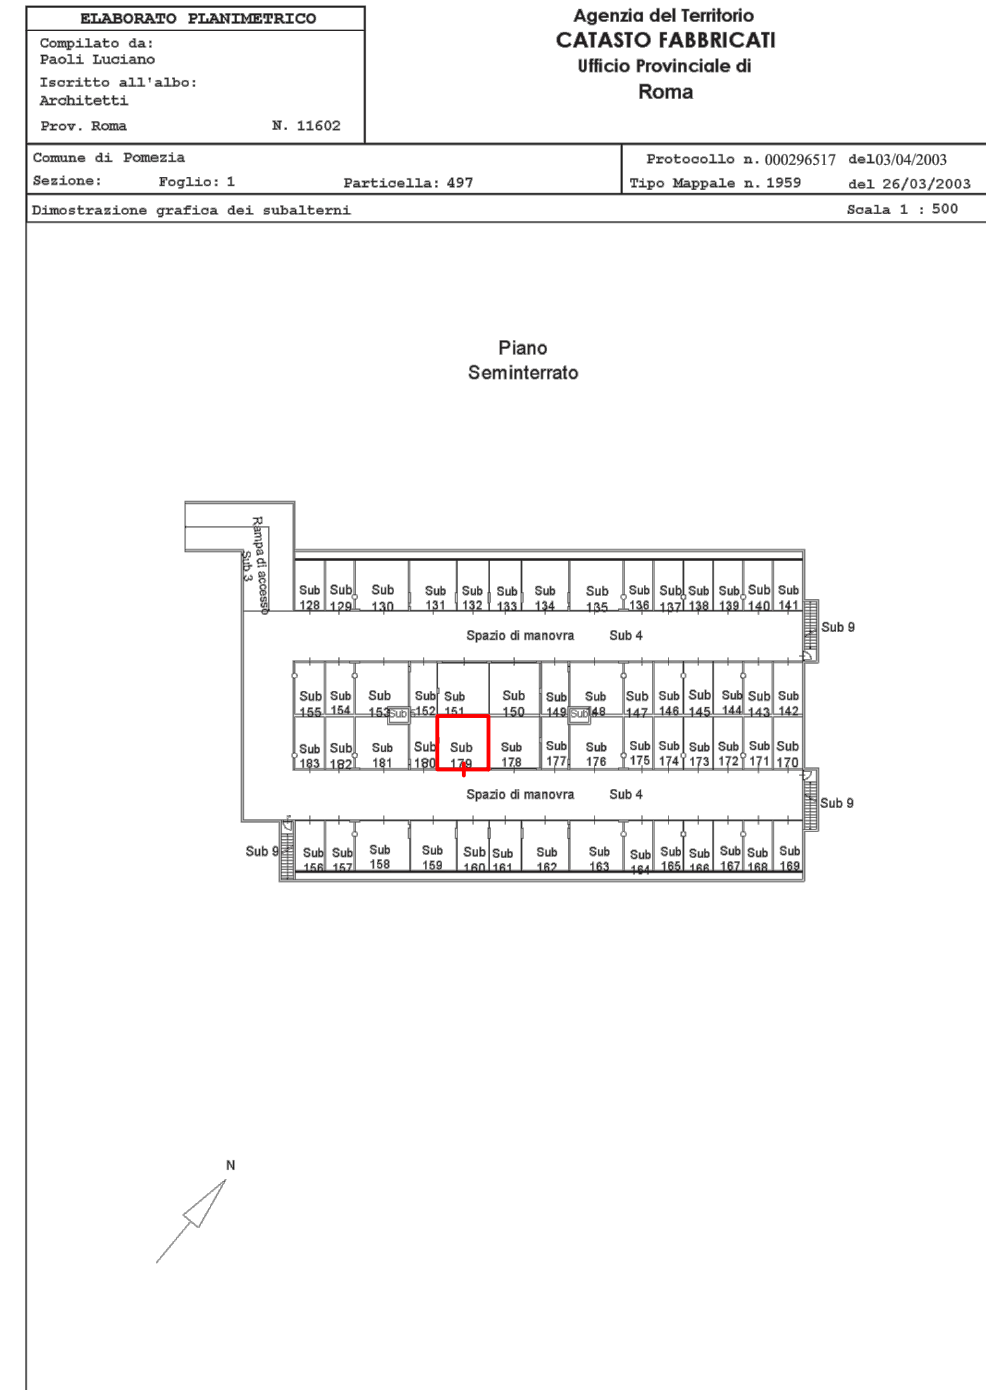 ELABORATO PLANIMETRICO
Compilato da:
Paoli Luciano
Iscritto all'albo:
Architetti
Prov. Roma N. 11602
Agenzia del Territorio
CATASTO FABBRICATI
Ufficio Provinciale di
Roma
Comune di Pomezia
Sezione: Foglio: 1 Particella: 497
Protocollo n. 000296517 del 03/04/2003
Tipo Mappale n. 1959 del 26/03/2003
Dimostrazione grafica dei subalterni Scala 1 : 500
Piano
Seminterrato
Rampa di accesso
Sub 3
Sub Sub Sub Sub Sub Sub Sub Sub Sub Sub Sub Sub Sub Sub
128 129 130 131 132 133 134 135 136 137 138 139 140 141
Spazio di manovra Sub 4
Sub 9
Sub Sub Sub Sub Sub Sub Sub Sub Sub Sub Sub Sub Sub Sub
155 154 153 152 151 150 149 148 147 146 145 144 143 142
Sub Sub
Sub Sub Sub Sub Sub Sub Sub Sub Sub Sub Sub Sub Sub Sub
183 182 181 180 179 178 177 176 175 174 173 172 171 170
Spazio di manovra Sub 4
Sub 9
Sub 9
Sub Sub Sub Sub Sub Sub Sub Sub Sub Sub Sub Sub Sub Sub
156 157 158 159 160 161 162 163 164 165 166 167 168 169
N